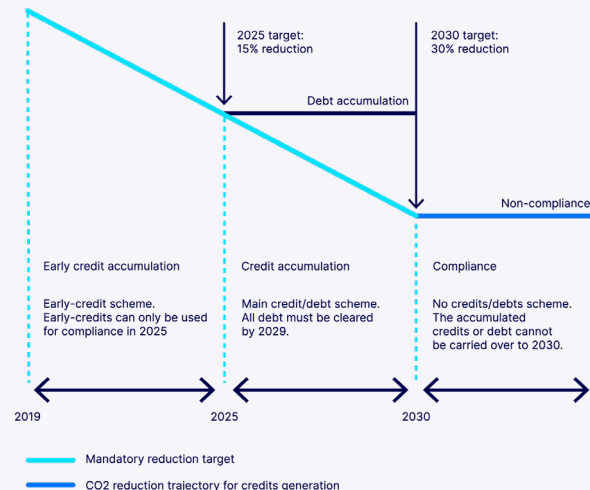 2025 target:
15% reduction
2030 target:
30% reduction
Debt accumulation
Non-compliance
Early credit accumulation
Early-credit scheme.
Early-credits can only be used
for compliance in 2025
Credit accumulation
Main credit/debt scheme.
All debt must be cleared
by 2029.
Compliance
No credits/debts scheme.
The accumulated
credits or debt cannot
be carried over to 2030.
2019
2025
2030
Mandatory reduction target
CO2 reduction trajectory for credits generation